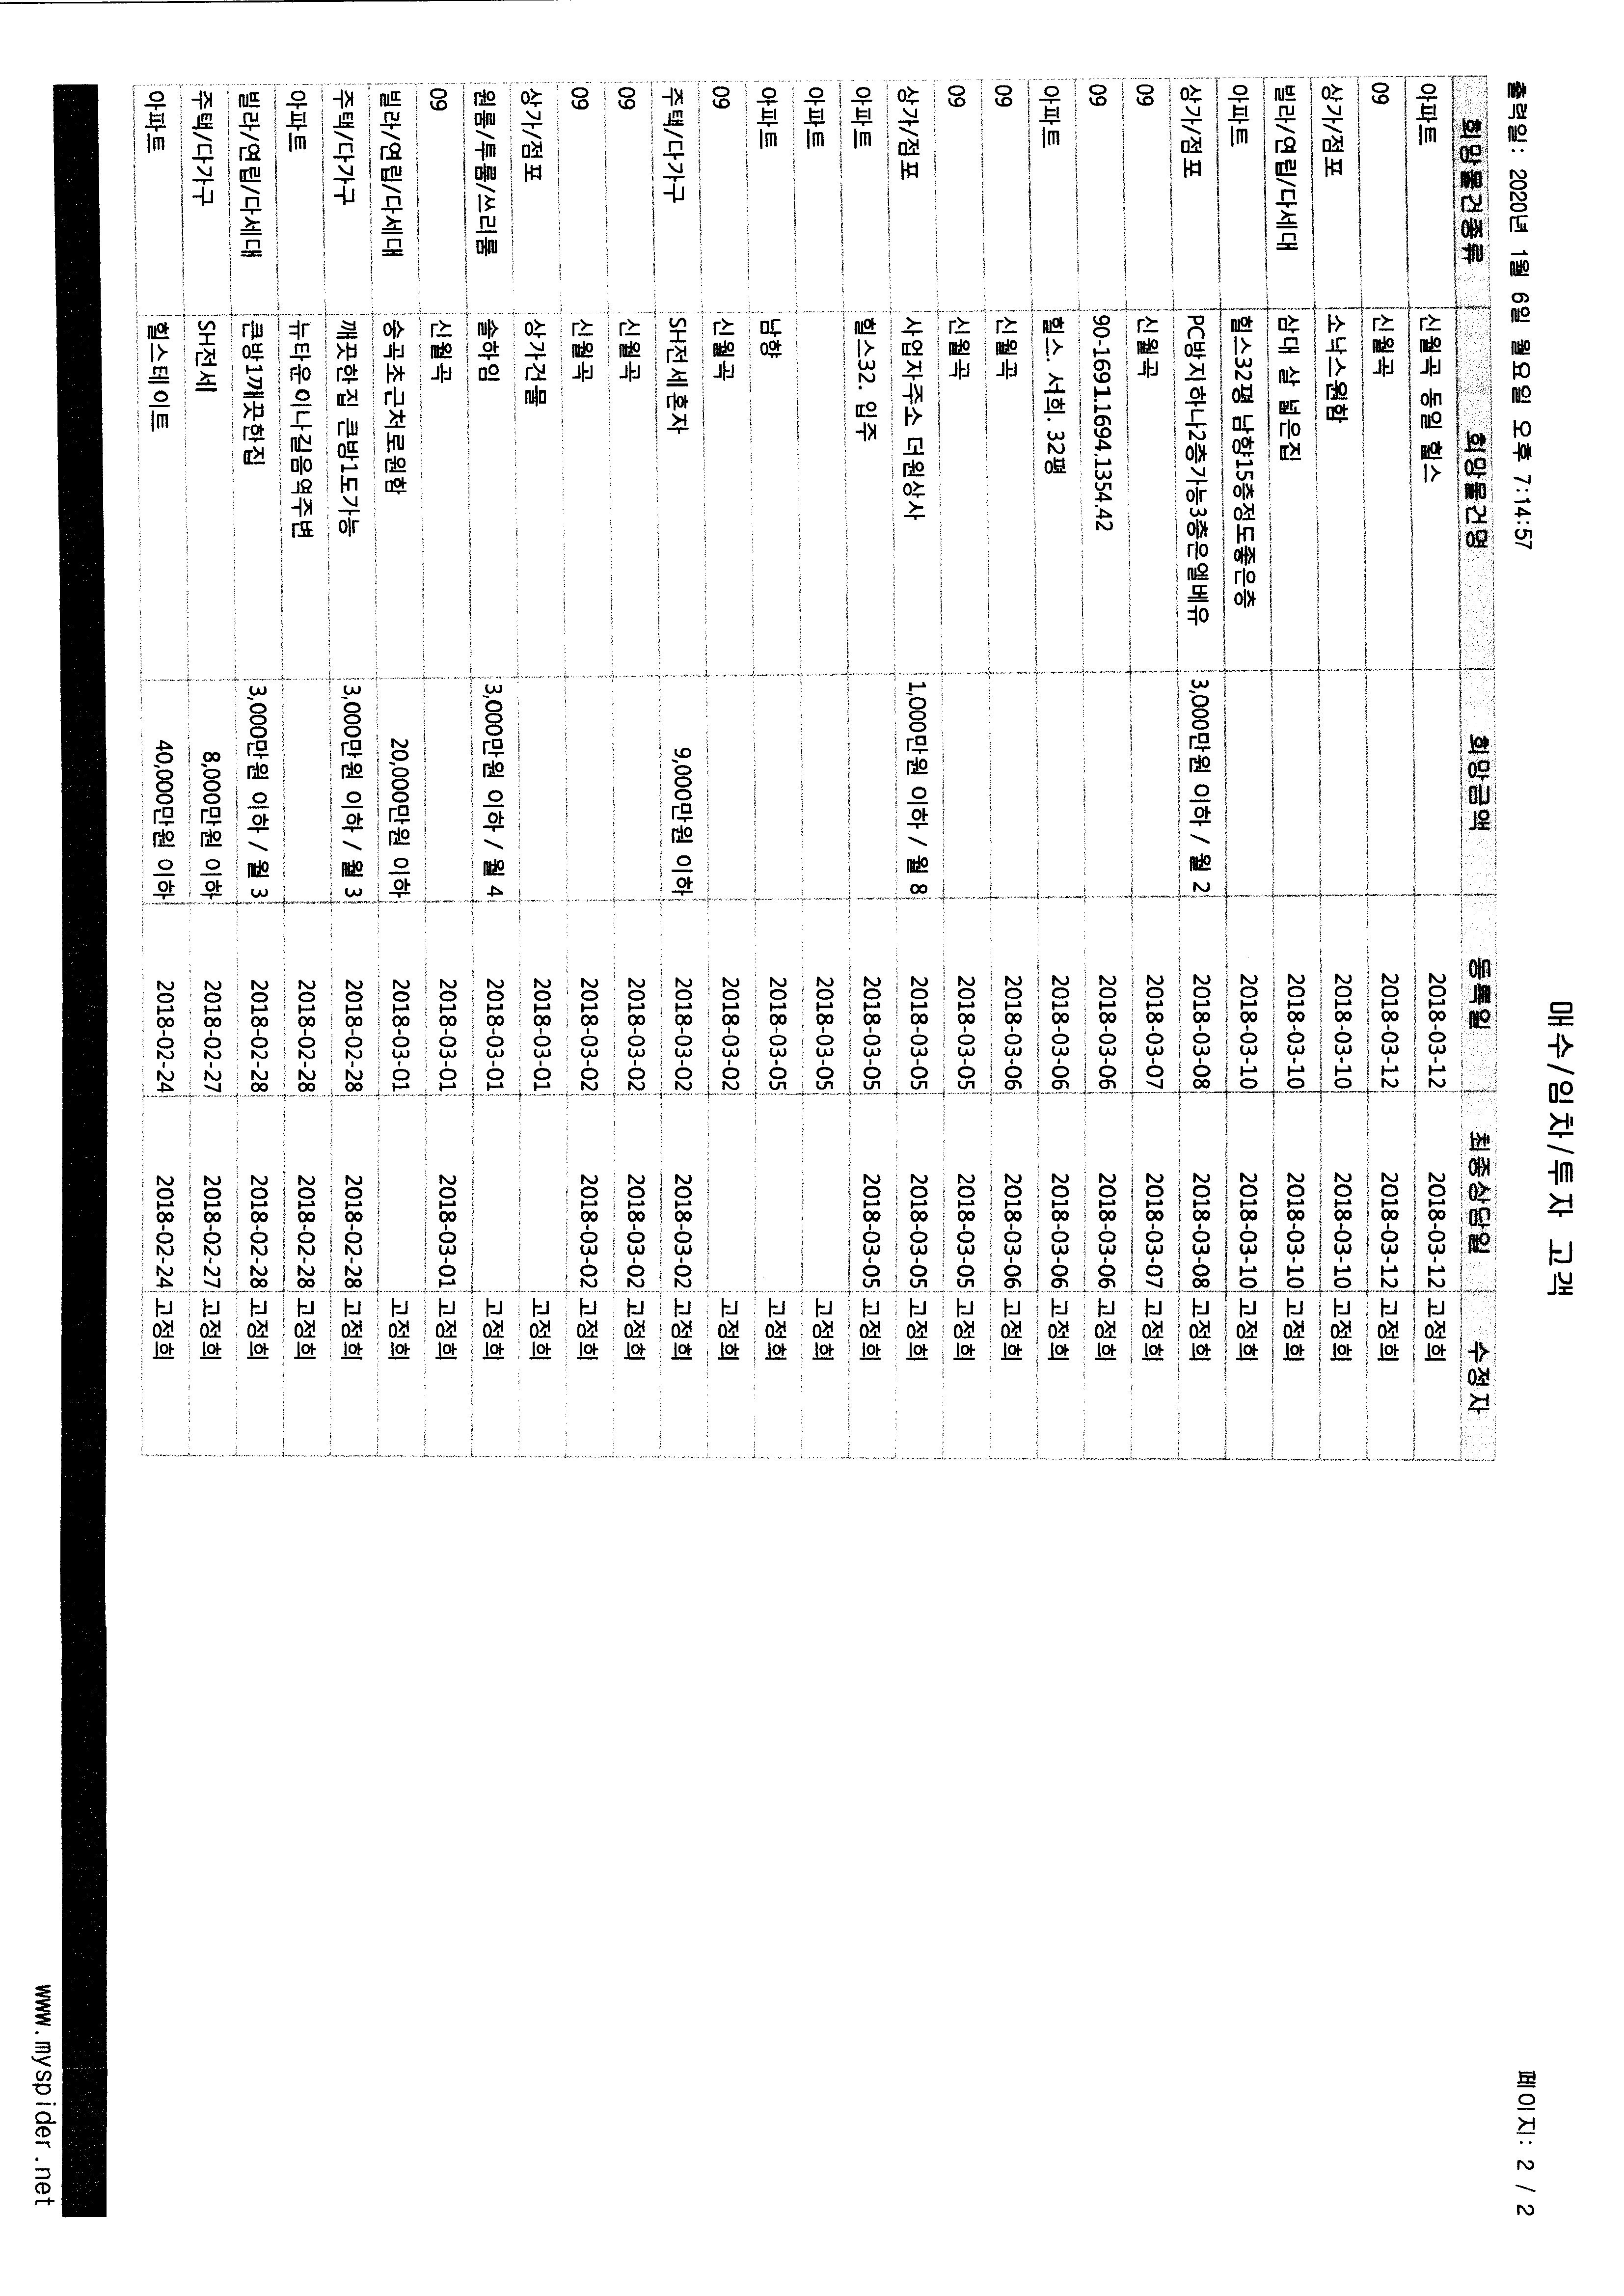 매수/임차/투자 고객
출력일: 2020년 1월 6일 월요일 오후 7:14:57 페이지: 2 / 2
희망물건종류 희망물건명 희망금액 등록일 최종상담일 수정자
아파트 신월곡 동일 힐스 2018-03-12 2018-03-12 고정희
09 신월곡 2018-03-12 2018-03-12 고정희
상가/점포 소낙스원함 2018-03-10 2018-03-10 고정희
빌라/연립/다세대 삼대 살 넓은집 2018-03-10 2018-03-10 고정희
아파트 힐스32평 남향15층정도좋은층 2018-03-10 2018-03-10 고정희
상가/점포 PC방지하나2층가능3층은엘베유 3,000만원 이하 / 월 2 2018-03-08 2018-03-08 고정희
09 신월곡 2018-03-07 2018-03-07 고정희
09 90-1691.1694.1354.42 2018-03-06 2018-03-06 고정희
아파트 힐스. 서희. 32평 2018-03-06 2018-03-06 고정희
09 신월곡 2018-03-06 2018-03-06 고정희
09 신월곡 2018-03-05 2018-03-05 고정희
상가/점포 사업자주소 더원상사 1,000만원 이하 / 월 8 2018-03-05 2018-03-05 고정희
아파트 힐스32. 입주 2018-03-05 2018-03-05 고정희
아파트 2018-03-05 고정희
아파트 남향 2018-03-05 고정희
09 신월곡 2018-03-02 고정희
주택/다가구 SH전세혼자 9,000만원 이하 2018-03-02 2018-03-02 고정희
09 신월곡 2018-03-02 2018-03-02 고정희
09 신월곡 2018-03-02 2018-03-02 고정희
상가/점포 상가건물 2018-03-01 고정희
원룸/투룸/쓰리룸 솔하임 3,000만원 이하 / 월 4 2018-03-01 고정희
09 신월곡 2018-03-01 2018-03-01 고정희
빌라/연립/다세대 숭곡초근처로원함 20,000만원 이하 2018-03-01 고정희
주택/다가구 깨끗한집 큰방1도가능 3,000만원 이하 / 월 3 2018-02-28 2018-02-28 고정희
아파트 뉴타운이나길음역주변 2018-02-28 2018-02-28 고정희
빌라/연립/다세대 큰방1깨끗한집 3,000만원 이하 / 월 3 2018-02-28 2018-02-28 고정희
주택/다가구 SH전세 8,000만원 이하 2018-02-27 2018-02-27 고정희
아파트 힐스테이트 40,000만원 이하 2018-02-24 2018-02-24 고정희
www.myspider.net